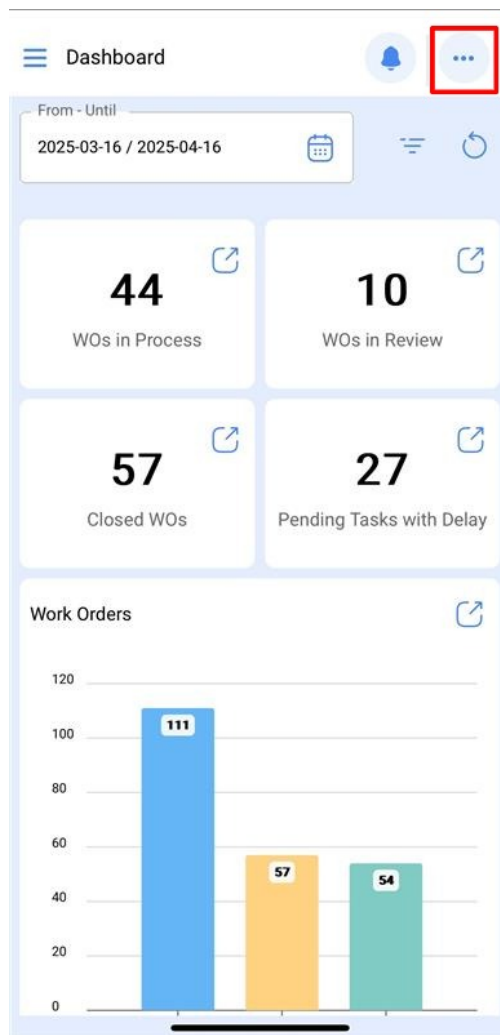 Dashboard
From - Until
2025-03-16 / 2025-04-16
44
WOs in Process
10
WOs in Review
57
Closed WOs
27
Pending Tasks with Delay
Work Orders
120
100
80
60
40
20
0
111
57
54